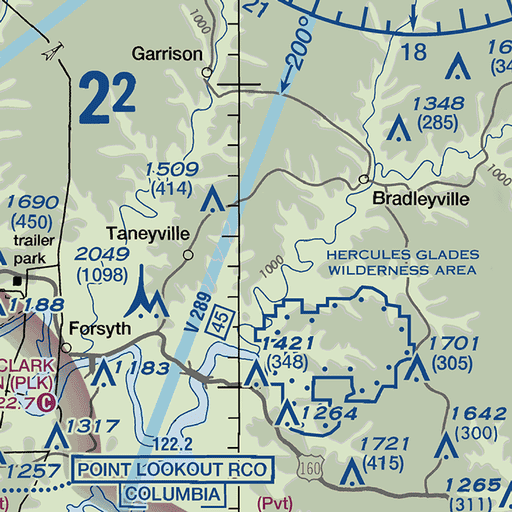 21
1000
Garrison
200°
18
22
1348
(285)
1509
(414)
1690
(450)
trailer
park
Taneyville
2049
(1098)
Bradleyville
1000
1000
HERCULES GLADES
WILDERNESS AREA
1188
V 289
45
Forsyth
1421
(348)
1701
(305)
CLARK
(PLK)
22.7
C
1183
1264
1317
1642
(300)
122.2
1721
(415)
1257
POINT LOOKOUT RCO
COLUMBIA
160
(Pvt)
1265
(311)